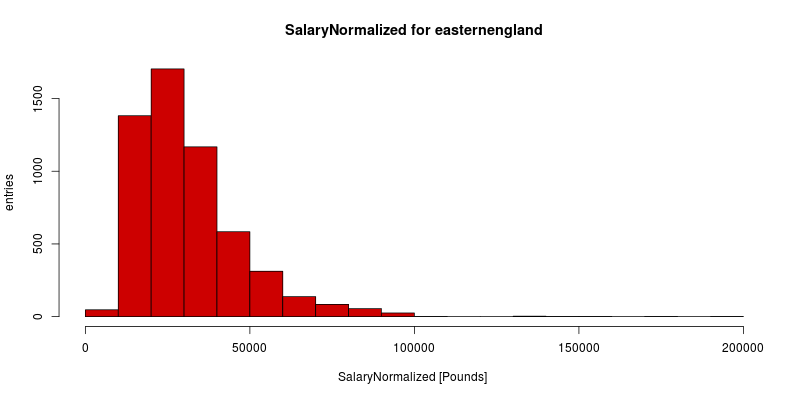 SalaryNormalized for easternengland
entries
1500
1000
500
0
0 50000 100000 150000 200000
SalaryNormalized [Pounds]